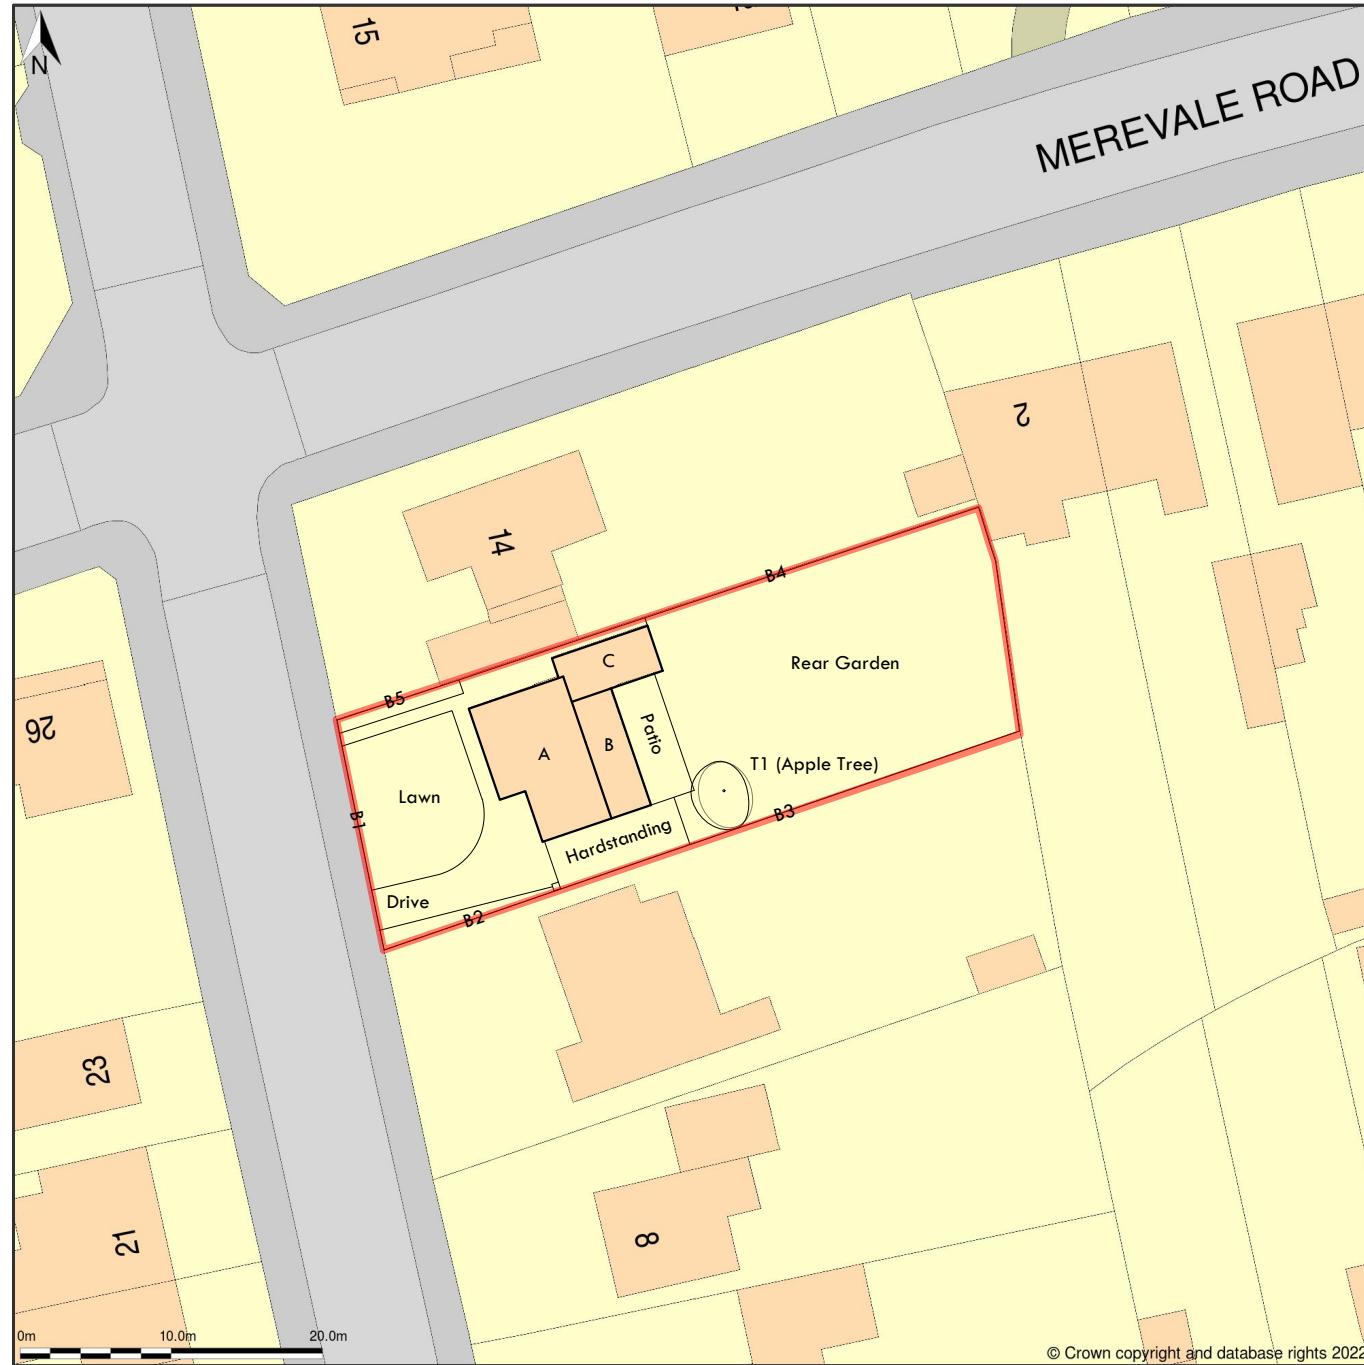 15
N
MEREVALE ROAD
2
14
B4
C
Rear Garden
B5
26
Patio
A
B
T1 (Apple Tree)
Lawn
B1
B3
Hardstanding
Drive
B2
23
8
21
0m
10.0m
20.0m
© Crown copyright and database rights 2022